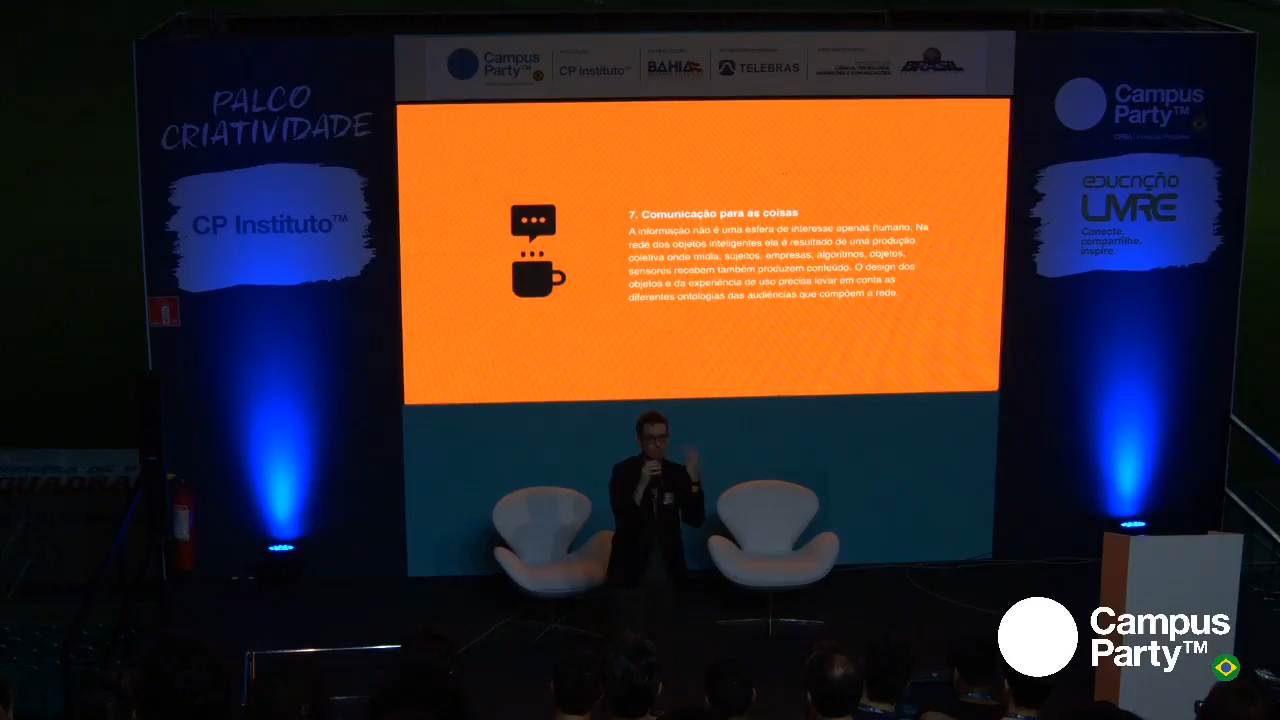 PALCO
CRIATIVIDADE
CP Instituto™
Campus
Party™
CP Instituto™
BAHIA
TELEBRAS
BRASIL
7. Comunicação para as coisas
A informação não é uma esfera de interesse apenas humano. Na
rede dos objetos inteligentes ela é resultado de uma produção
coletiva onde mídia, sujeitos, empresas, algoritmos, objetos,
sensores recebem também produzem conteúdo. O design dos
objetos e da experiência de uso precisa levar em conta as
diferentes ontologias das audiências que compõem a rede.
Campus
Party™
educação
LIVRE
Conecte.
compartilhe.
inspire.
Campus
Party™